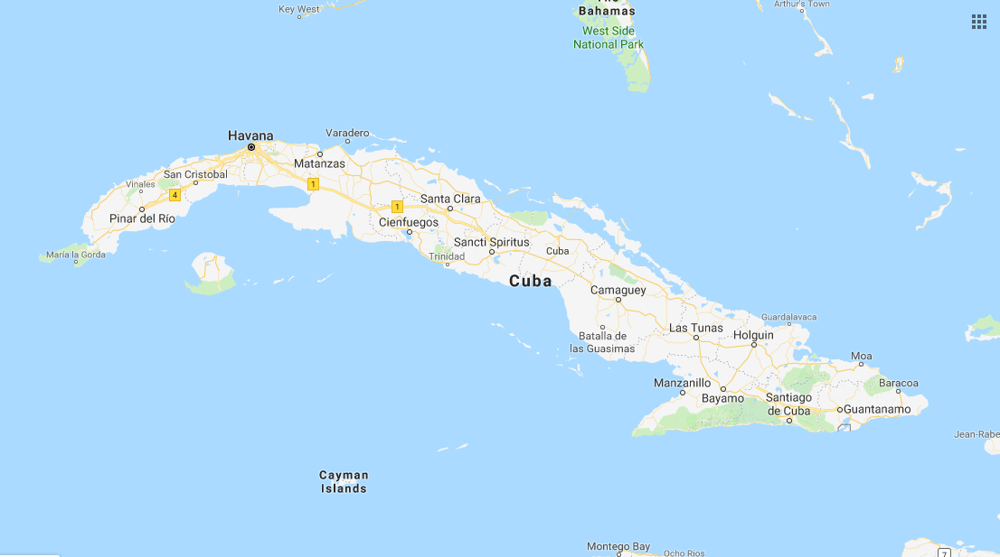 The
Bahamas
Key West
Arthur's Town
West Side
National Park
Havana
Varadero
Matanzas
San Cristobal
Vinales
4
1
1
Santa Clara
Pinar del Río
Cienfuegos
Sancti Spiritus
María la Gorda
Trinidad
Cuba
Cuba
Camaguey
Guardalavaca
Las Tunas
Holguin
Batalla de
las Guasimas
Moa
Manzanillo
Baracoa
Bayamo
Santiago
de Cuba
Guantanamo
Jean-Rabe
Cayman
Islands
Montego Bay
Ocho Rios
7